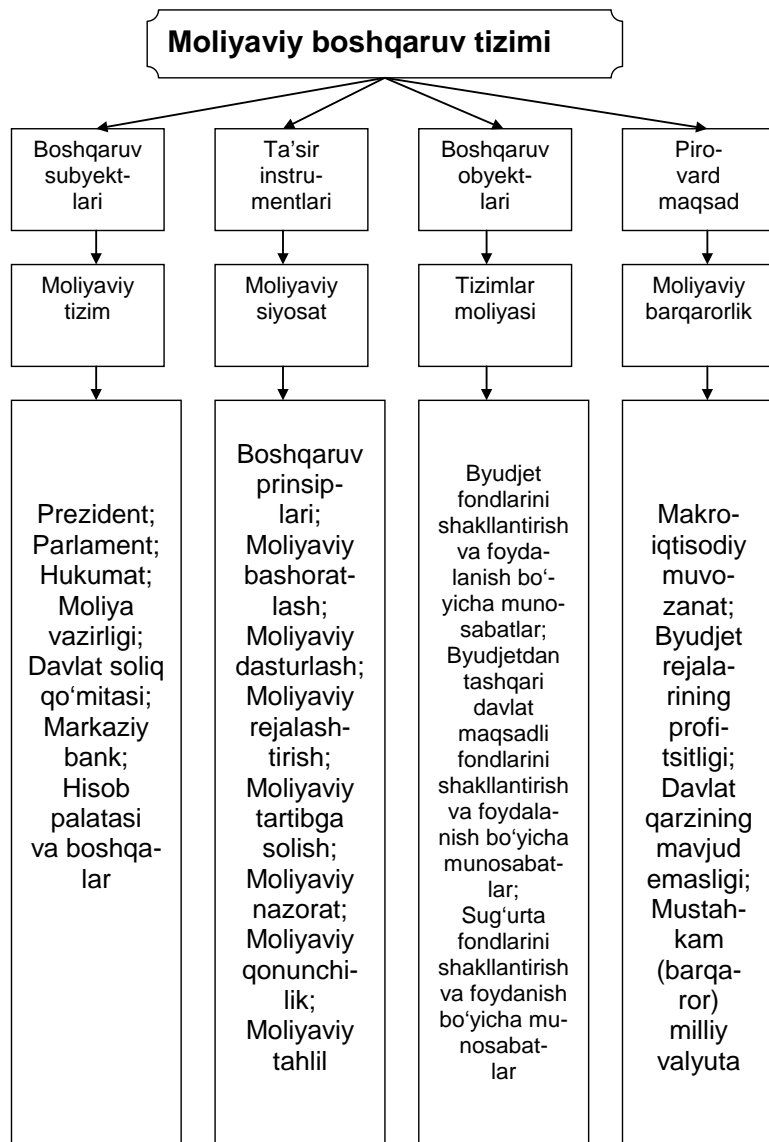 Moliyaviy boshqaruv tizimi
Boshqaruv
subyekt-
lari
Ta’sir
instru-
mentlari
Boshqaruv
obyekt-
lari
Piro-
vard
maqsad
Moliyaviy
tizim
Moliyaviy
siyosat
Tizimlar
moliyasi
Moliyaviy
barqarorlik
Prezident;
Parlament;
Hukumat;
Moliya
vazirligi;
Davlat soliq
qo‘mitasi;
Markaziy
bank;
Hisob
palatasi
va boshqa-
lar
Boshqaruv
prinsip-
lari;
Moliyaviy
bashorat-
lash;
Moliyaviy
dasturlash;
Moliyaviy
rejalash-
tirish;
Moliyaviy
tartibga
solish;
Moliyaviy
nazorat;
Moliyaviy
qonunchi-
lik;
Moliyaviy
tahlil
Byudjet
fondlarini
shakllantirish
va foyda-
lanish bo‘-
yicha muno-
sabatlar;
Byudjetdan
tashqari
davlat
maqsadli
fondlarini
shakllantirish
va foydala-
nish bo‘yicha
munosabat-
lar;
Sug‘urta
fondlarini
shakllantirish
va foydanish
bo‘yicha mu-
nosabat-
lar
Makro-
iqtisodiy
muvo-
zanat;
Byudjet
rejala-
rining
profi-
tsitligi;
Davlat
qarzining
mavjud
emasligi;
Mustah-
kam
(barqa-
ror)
milliy
valyuta